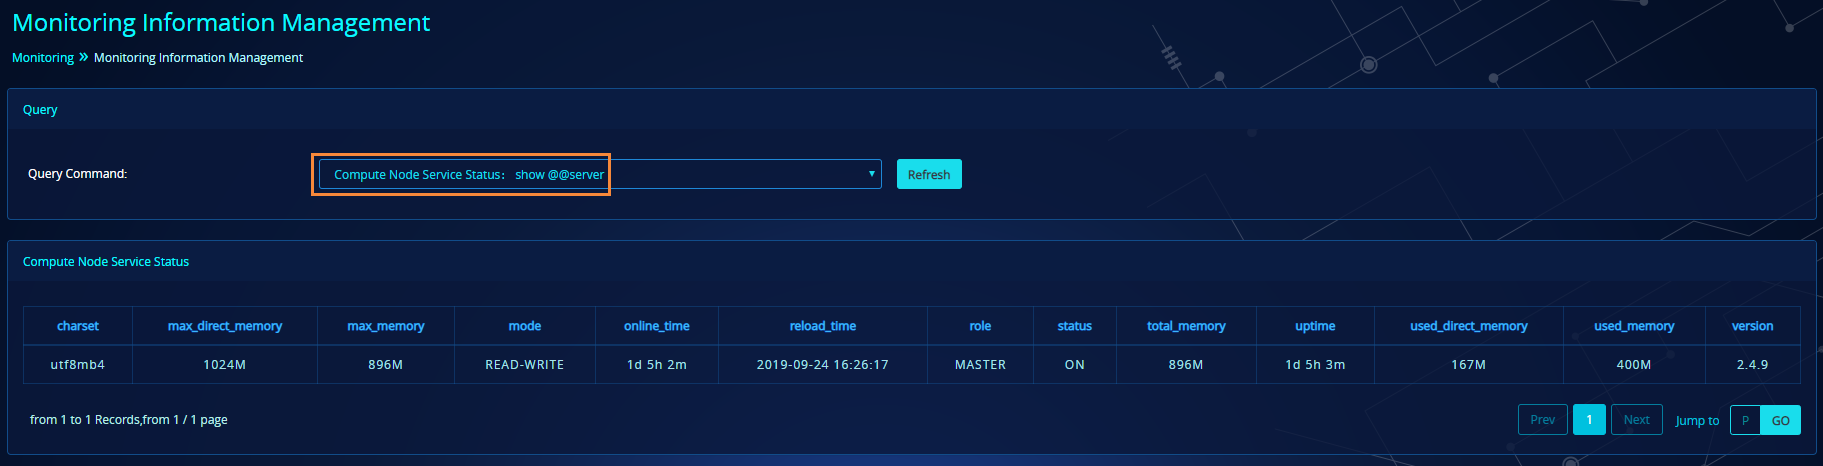 Monitoring Information Management
Monitoring » Monitoring Information Management
Query
Query Command:
Compute Node Service Status： show @@server
▼
Refresh
Compute Node Service Status
charset max_direct_memory max_memory mode online_time reload_time role status total_memory uptime used_direct_memory used_memory version
utf8mb4 1024M 896M READ-WRITE 1d 5h 2m 2019-09-24 16:26:17 MASTER ON 896M 1d 5h 3m 167M 400M 2.4.9
from 1 to 1 Records,from 1 / 1 page
Prev 1 Next Jump to P GO